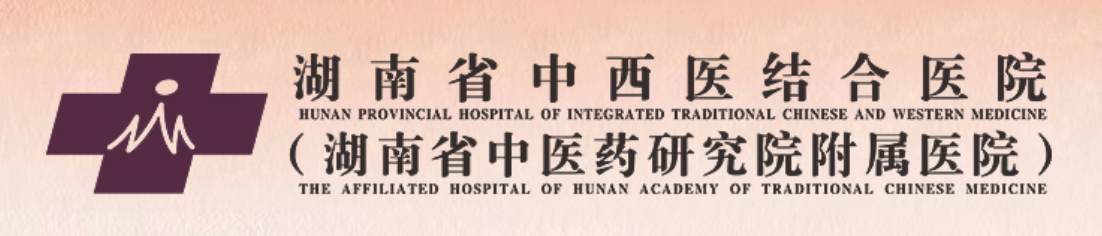 湖南省中西医结合医院
HUNAN PROVINCIAL HOSPITAL OF INTEGRATED TRADITIONAL CHINESE AND WESTERN MEDICINE
(湖南省中医药研究院附属医院)
THE AFFILIATED HOSPITAL OF HUNAN ACADEMY OF TRADITIONAL CHINESE MEDICINE